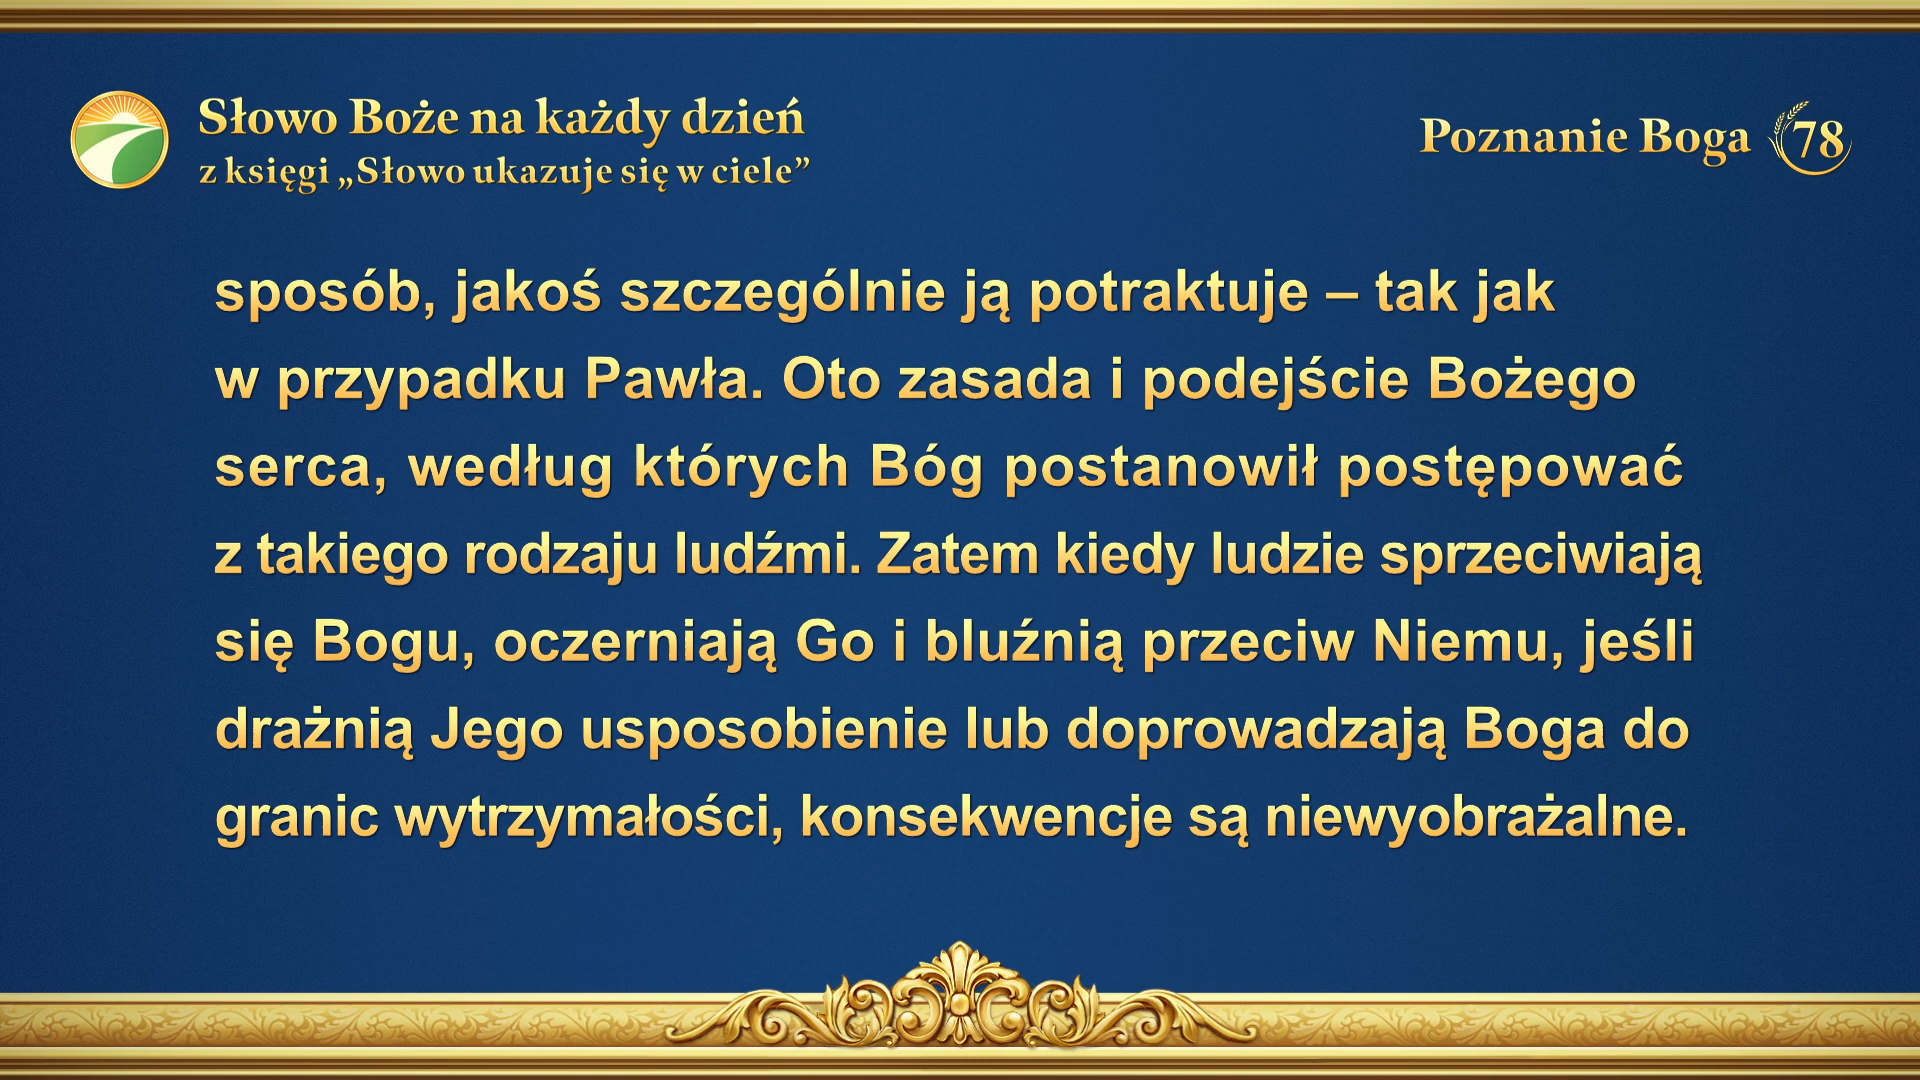 Słowo Boże na każdy dzień
z księgi „Słowo ukazuje się w ciele”
Poznanie Boga 78
sposób, jakoś szczególnie ją potraktuje – tak jak
w przypadku Pawła. Oto zasada i podejście Bożego
serca, według których Bóg postanowił postępować
z takiego rodzaju ludźmi. Zatem kiedy ludzie sprzeciwiają
się Bogu, oczerniają Go i bluźnią przeciw Niemu, jeśli
drażnią Jego usposobienie lub doprowadzają Boga do
granic wytrzymałości, konsekwencje są niewyobrażalne.